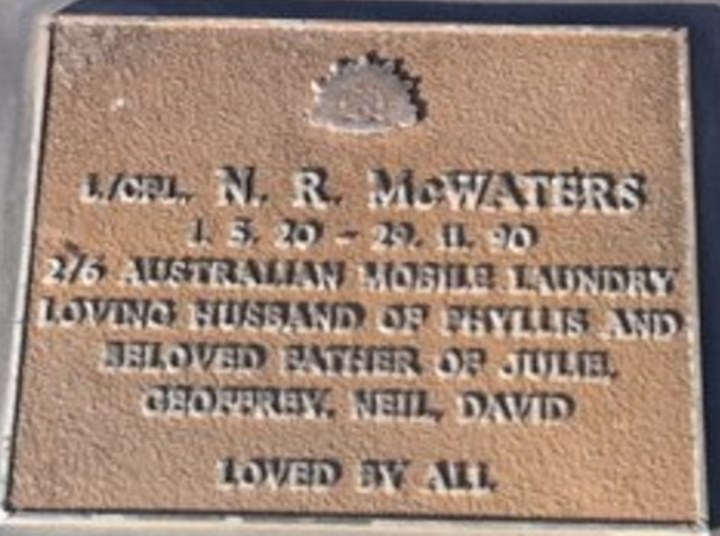 L/CPL. N. R. McWATERS
1. 5. 20 – 29. 11. 90
2/6 AUSTRALIAN MOBILE LAUNDRY
LOVING HUSBAND OF PHYLLIS AND
BELOVED FATHER OF JULIE,
GEOFFREY, NEIL, DAVID
LOVED BY ALL